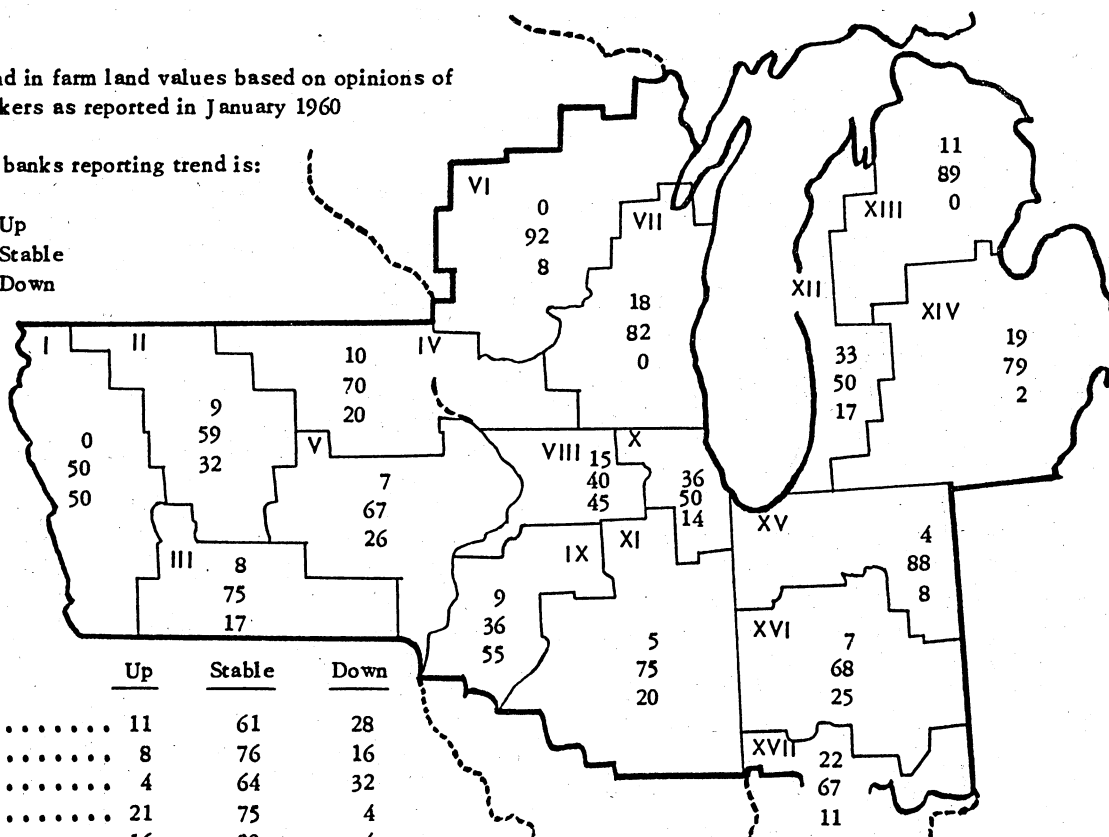 nd in farm land values based on opinions of
kers as reported in January 1960
banks reporting trend is:
Up
Stable
Down
VI
0
92
8
VII
18
82
0
XIII
11
89
0
XII
33
50
17
XIV
19
79
2
I
0
50
50
II
9
59
32
IV
10
70
20
V
7
67
26
III
8
75
17
VIII
15
40
45
X
36
50
14
IX
9
36
55
XI
5
75
20
XV
4
88
8
XVI
7
68
25
XVII
22
67
11
Up Stable Down
....... 11 61 28
....... 8 76 16
....... 4 64 32
....... 21 75 4